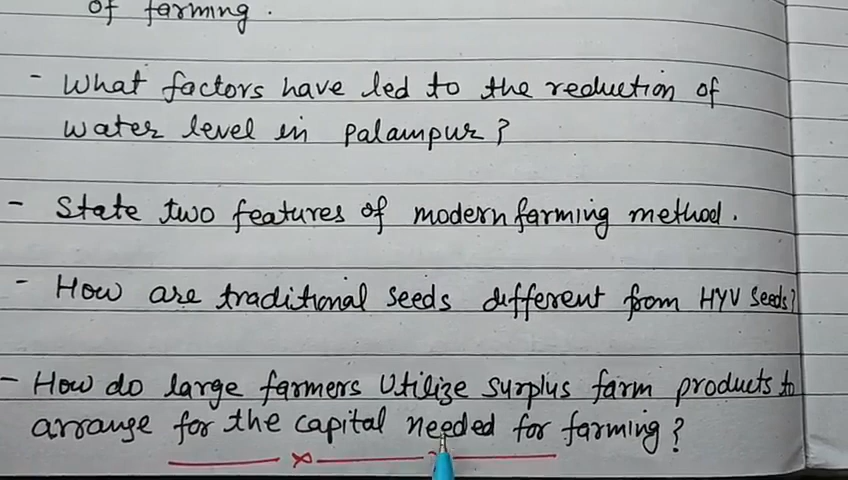 of farming.
- What factors have led to the reduction of
water level in palampur?
- State two features of modern farming method.
- How are traditional seeds different from HYV seeds?
- How do large farmers utilize surplus farm products to
arrange for the capital needed for farming?